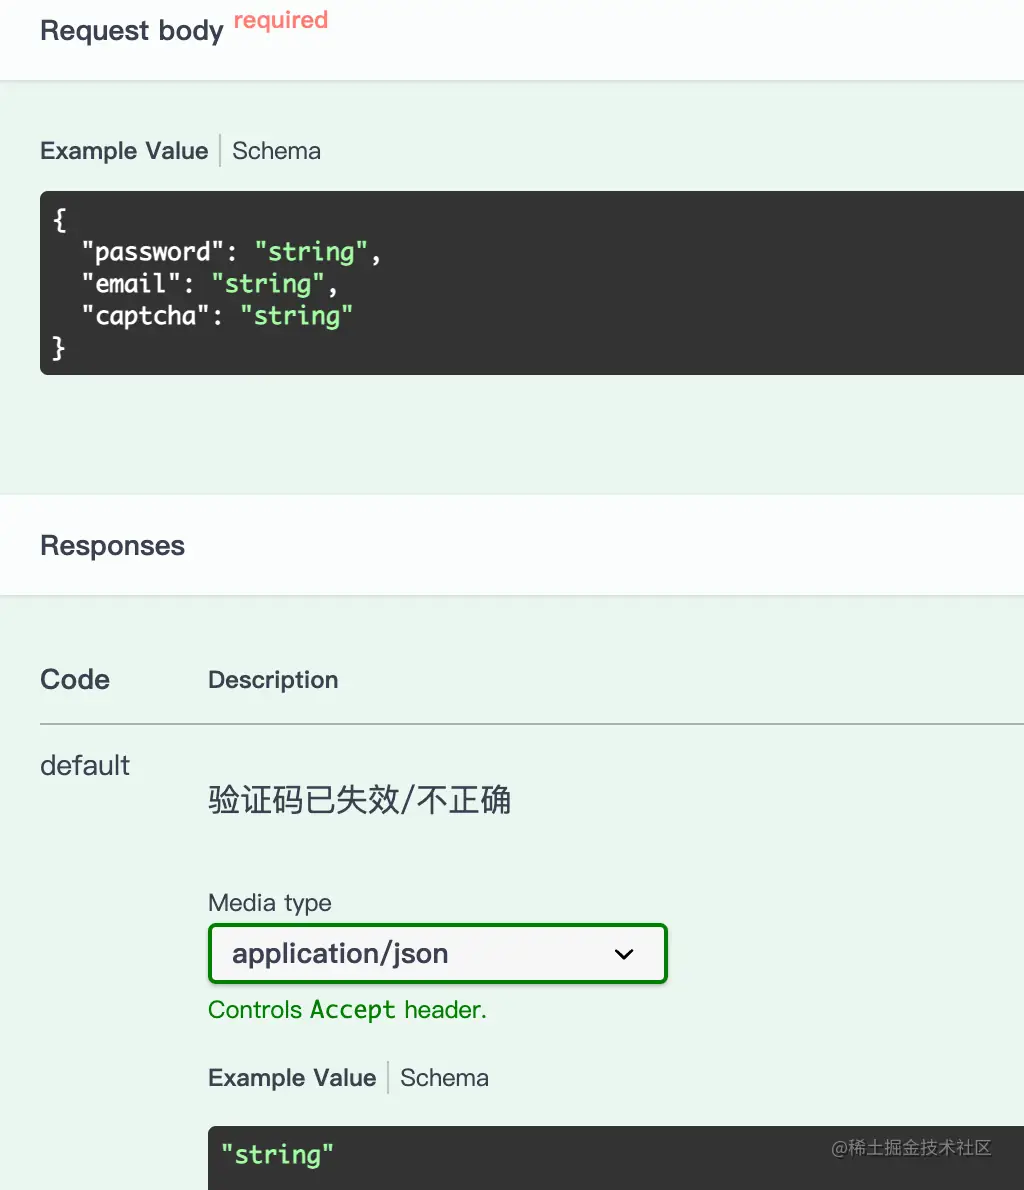 Request body required
Example Value Schema
{
  "password": "string",
  "email": "string",
  "captcha": "string"
}
Responses
Code Description
default
验证码已失效/不正确
Media type
application/json
Controls Accept header.
Example Value Schema
"string"
@稀土掘金技术社区